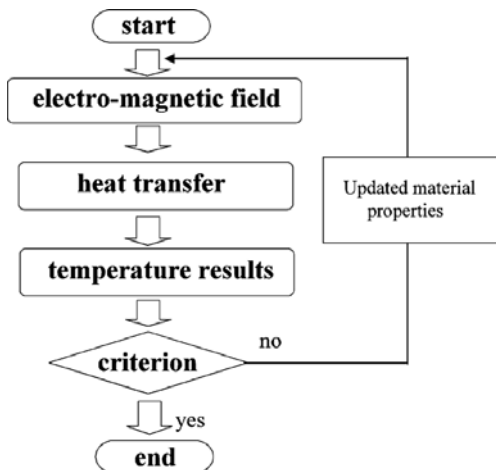 start
electro-magnetic field
heat transfer
Updated material
properties
temperature results
no
criterion
yes
end